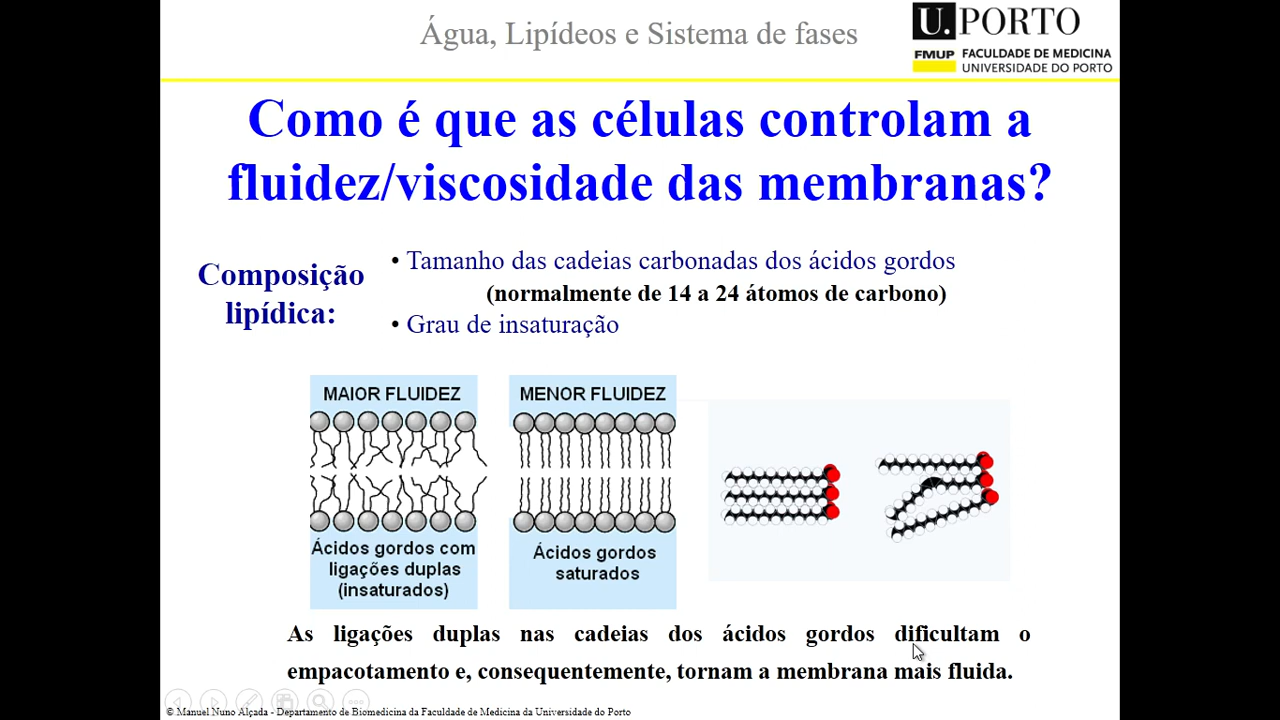 Água, Lipídeos e Sistema de fases
U.PORTO
FMUP FACULDADE DE MEDICINA
UNIVERSIDADE DO PORTO
Como é que as células controlam a
fluidez/viscosidade das membranas?
Composição
lipídica:
• Tamanho das cadeias carbonadas dos ácidos gordos
(normalmente de 14 a 24 átomos de carbono)
• Grau de insaturação
MAIOR FLUIDEZ
Ácidos gordos com
ligações duplas
(insaturados)
MENOR FLUIDEZ
Ácidos gordos
saturados
As ligações duplas nas cadeias dos ácidos gordos dificultam o
empacotamento e, consequentemente, tornam a membrana mais fluida.
© Manuel Nuno Alçada - Departamento de Biomedicina da Faculdade de Medicina da Universidade do Porto